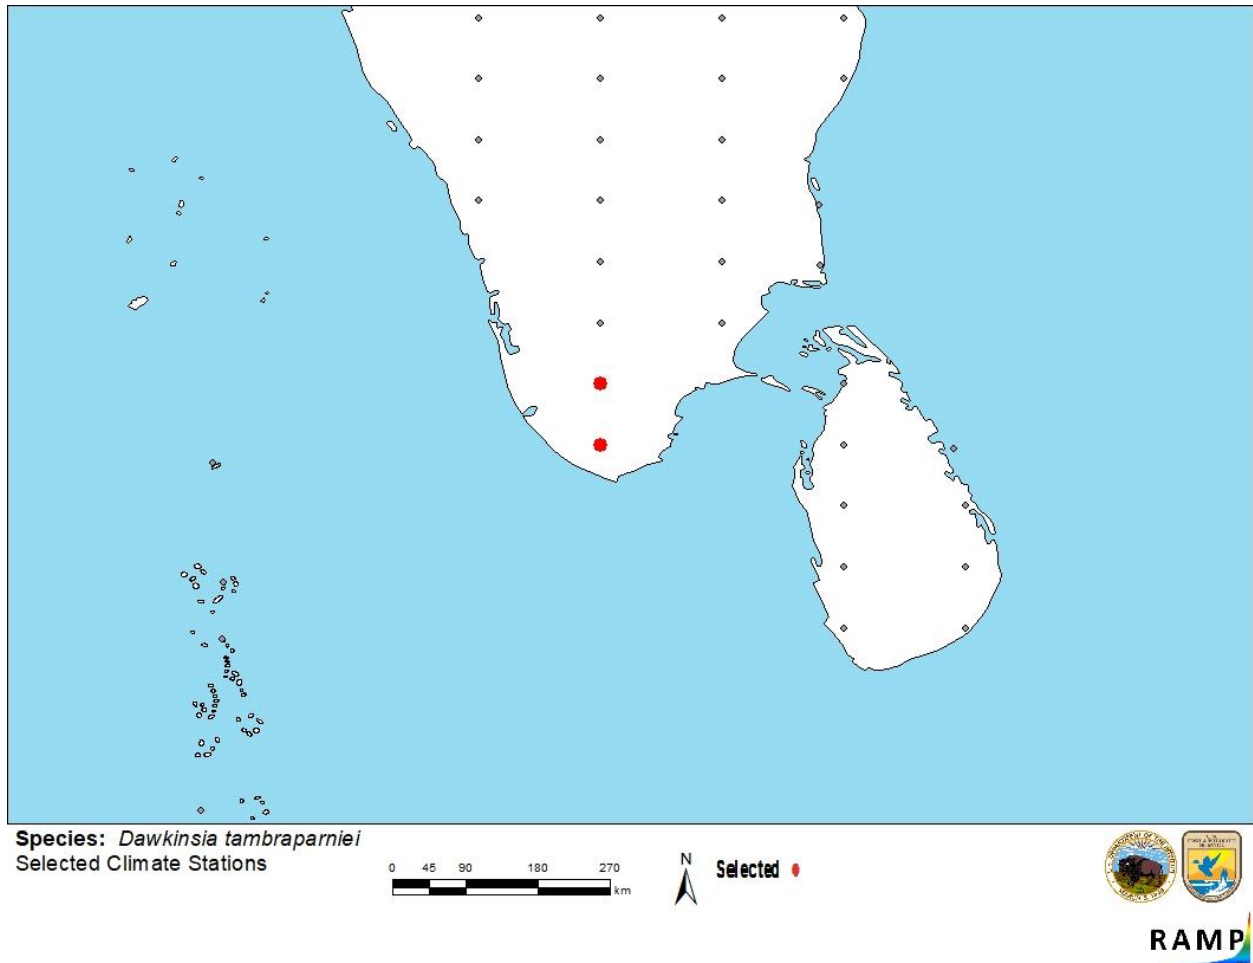 Species: Dawkinsia tambraparniei
Selected Climate Stations
0 45 90 180 270
km
N
Selected
RAMP